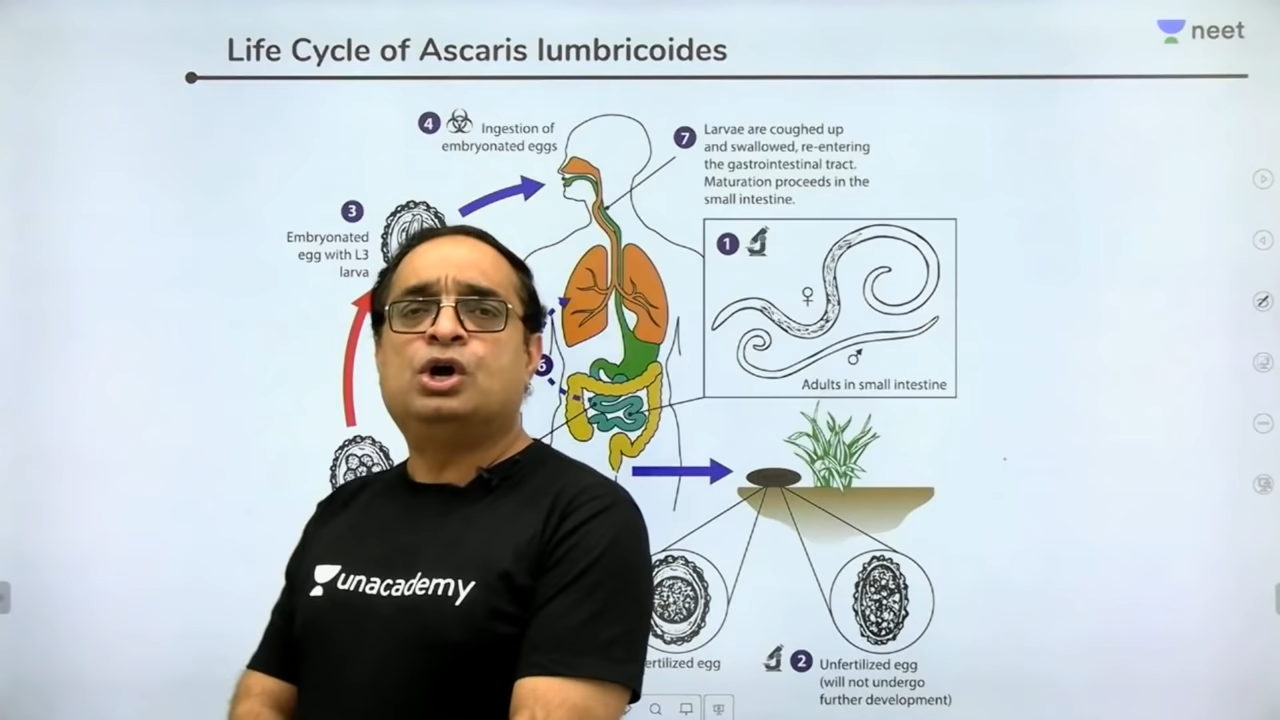 Life Cycle of Ascaris lumbricoides
neet
4
Ingestion of
embryonated eggs
7
Larvae are coughed up
and swallowed, re-entering
the gastrointestinal tract.
Maturation proceeds in the
small intestine.
3
Embryonated
egg with L3
larva
1
♀
♂
Adults in small intestine
6
unacademy
ertilized egg
2
Unfertilized egg
(will not undergo
further development)